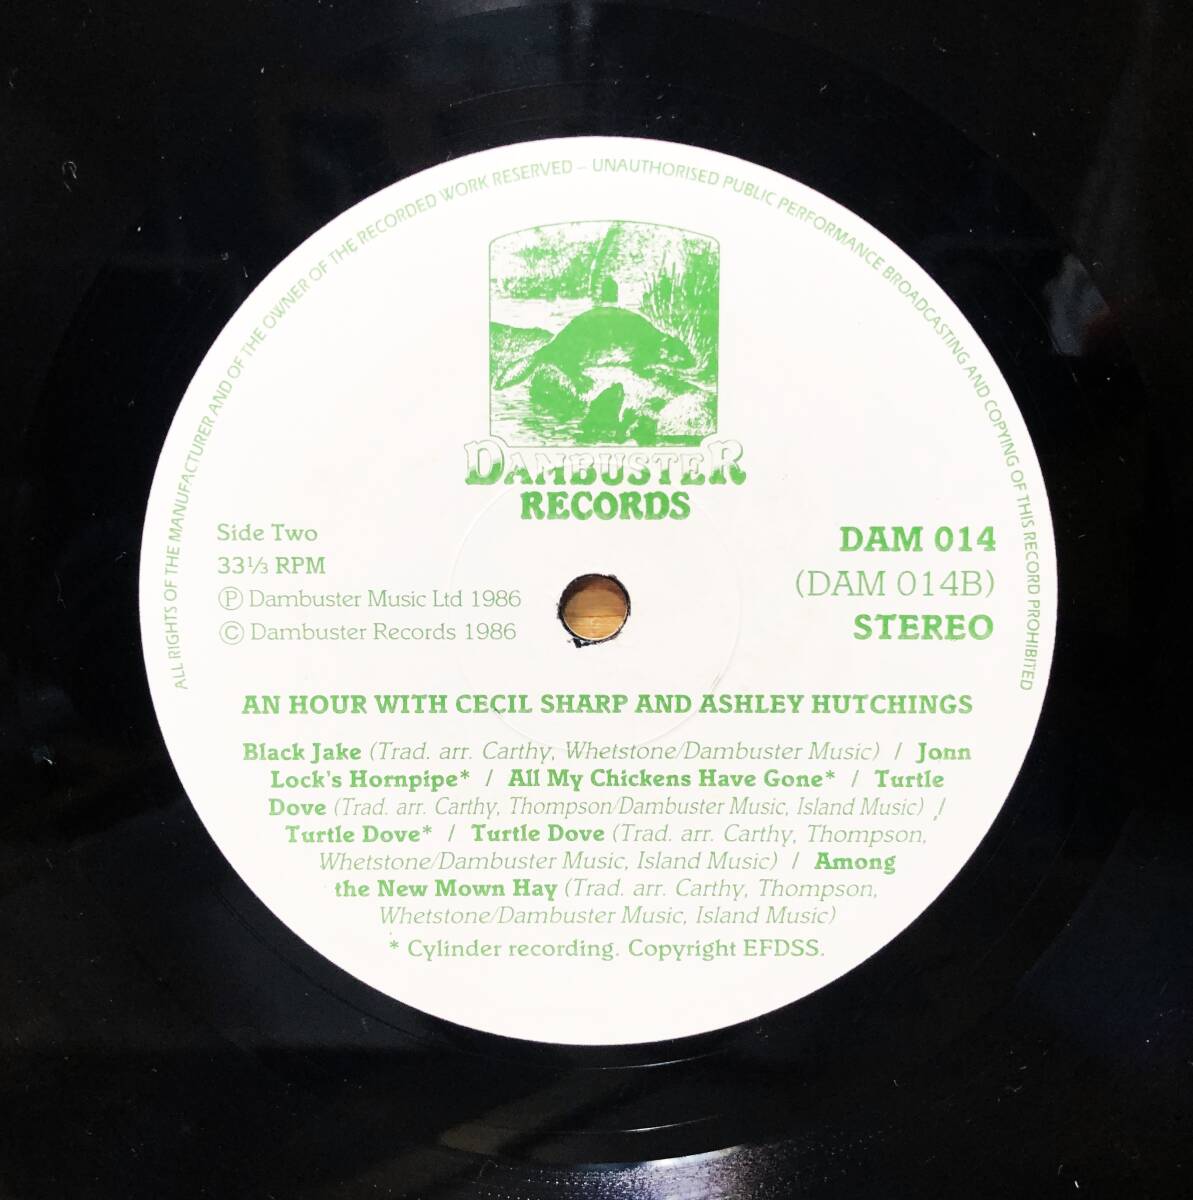 ALL RIGHTS OF THE MANUFACTURER AND OF THE OWNER OF THE RECORDED WORK RESERVED – UNAUTHORISED PUBLIC PERFORMANCE BROADCASTING AND COPYING OF THIS RECORD PROHIBITED
DAMBUSTER
RECORDS
Side Two
33⅓ RPM
Ⓟ Dambuster Music Ltd 1986
© Dambuster Records 1986
DAM 014
(DAM 014B)
STEREO
AN HOUR WITH CECIL SHARP AND ASHLEY HUTCHINGS
Black Jake (Trad. arr. Carthy, Whetstone/Dambuster Music) / Jonn
Lock's Hornpipe* / All My Chickens Have Gone* / Turtle
Dove (Trad. arr. Carthy, Thompson/Dambuster Music, Island Music) /
Turtle Dove* / Turtle Dove (Trad. arr. Carthy, Thompson,
Whetstone/Dambuster Music, Island Music) / Among
the New Mown Hay (Trad. arr. Carthy, Thompson,
Whetstone/Dambuster Music, Island Music)
* Cylinder recording. Copyright EFDSS.